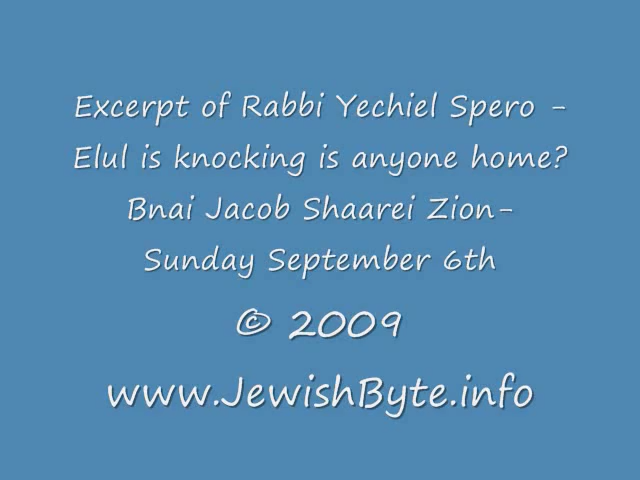 Excerpt of Rabbi Yechiel Spero -
Elul is knocking is anyone home?
Bnai Jacob Shaarei Zion-
Sunday September 6th
© 2009
www.JewishByte.info